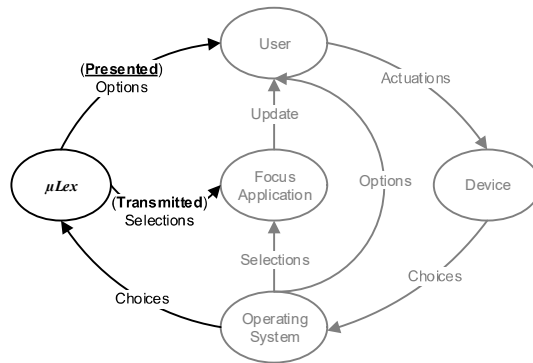 User
(Presented)
Options
Actuations
Update
µLex
Focus
Application
Options
Device
(Transmitted)
Selections
Selections
Choices
Choices
Operating
System